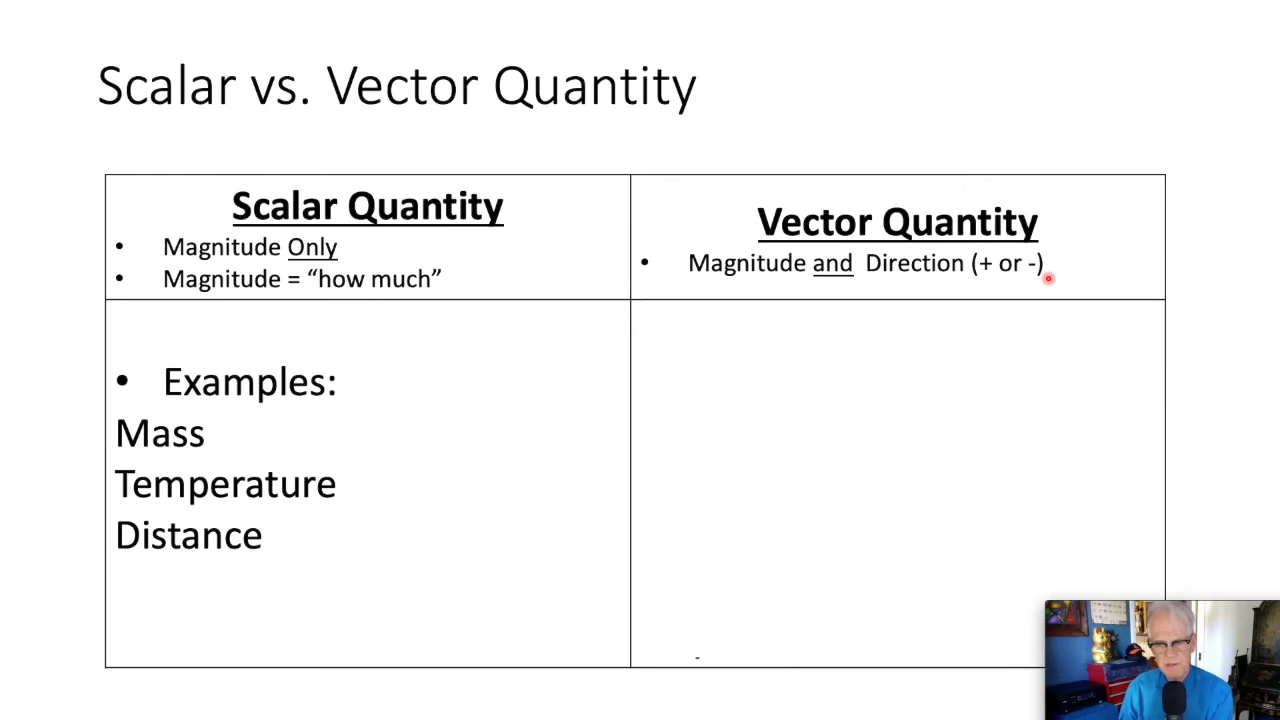 Scalar vs. Vector Quantity
Scalar Quantity
• Magnitude Only
• Magnitude = “how much”
Vector Quantity
• Magnitude and Direction (+ or -)
• Examples:
Mass
Temperature
Distance
-